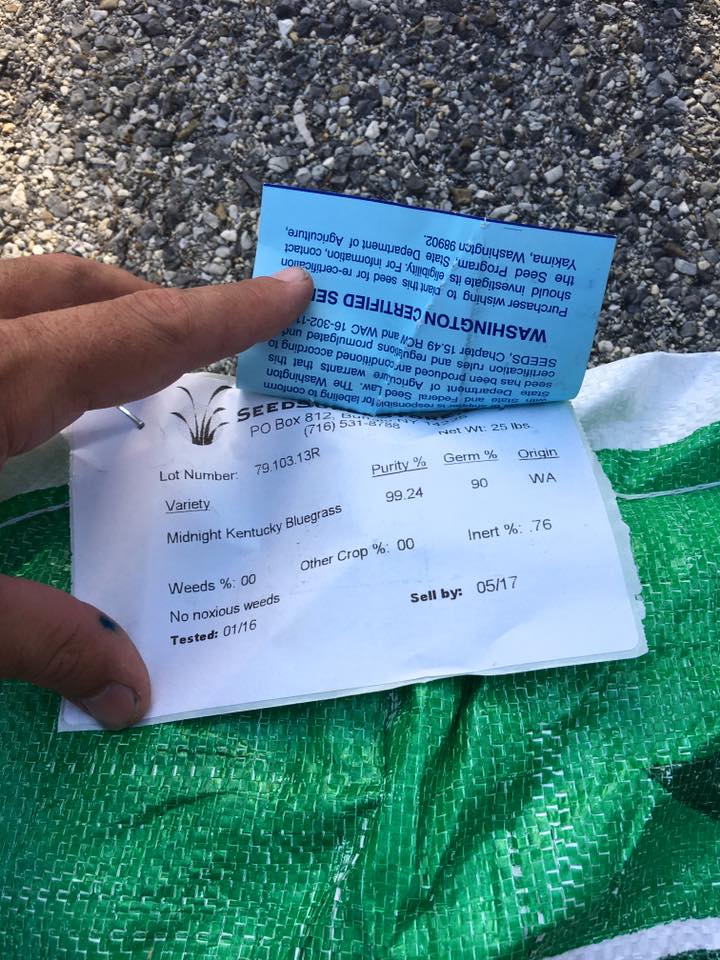 Purchaser wishing to plant this seed for re-certification
should investigate its eligibility. For information, contact
the Seed Program, State Department of Agriculture,
Yakima, Washington 98902.
WASHINGTON CERTIFIED
with State and Federal Seed Law. The Washington
State Department of Agriculture warrants that this
seed has been produced and conditioned according to
certification rules and regulations promulgated under
SEEDS, Chapter 15.49 RCW and WAC 16-302-
PO Box 812,
(716) 531-8788
Net Wt: 25 lbs.
Lot Number: 79.103.13R
Purity % Germ % Origin
Variety
99.24 90 WA
Midnight Kentucky Bluegrass
Weeds %: 00 Other Crop %: 00 Inert %: .76
No noxious weeds
Tested: 01/16 Sell by: 05/17